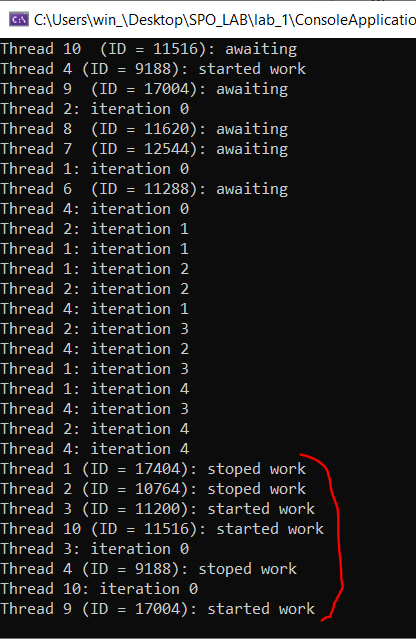 C:\Users\win_\Desktop\SPO_LAB\lab_1\ConsoleApplicatio
Thread 10  (ID = 11516): awaiting
Thread 4 (ID = 9188): started work
Thread 9  (ID = 17004): awaiting
Thread 2: iteration 0
Thread 8  (ID = 11620): awaiting
Thread 7  (ID = 12544): awaiting
Thread 1: iteration 0
Thread 6  (ID = 11288): awaiting
Thread 4: iteration 0
Thread 2: iteration 1
Thread 1: iteration 1
Thread 1: iteration 2
Thread 2: iteration 2
Thread 4: iteration 1
Thread 2: iteration 3
Thread 4: iteration 2
Thread 1: iteration 3
Thread 1: iteration 4
Thread 4: iteration 3
Thread 2: iteration 4
Thread 4: iteration 4
Thread 1 (ID = 17404): stoped work
Thread 2 (ID = 10764): stoped work
Thread 3 (ID = 11200): started work
Thread 10 (ID = 11516): started work
Thread 3: iteration 0
Thread 4 (ID = 9188): stoped work
Thread 10: iteration 0
Thread 9 (ID = 17004): started work